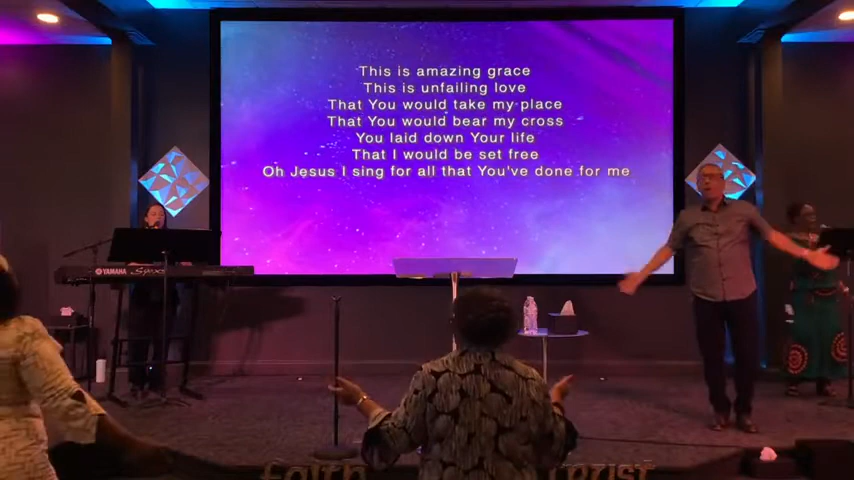 This is amazing grace
This is unfailing love
That You would take my place
That You would bear my cross
You laid down Your life
That I would be set free
Oh Jesus I sing for all that You've done for me
YAMAHA
faith